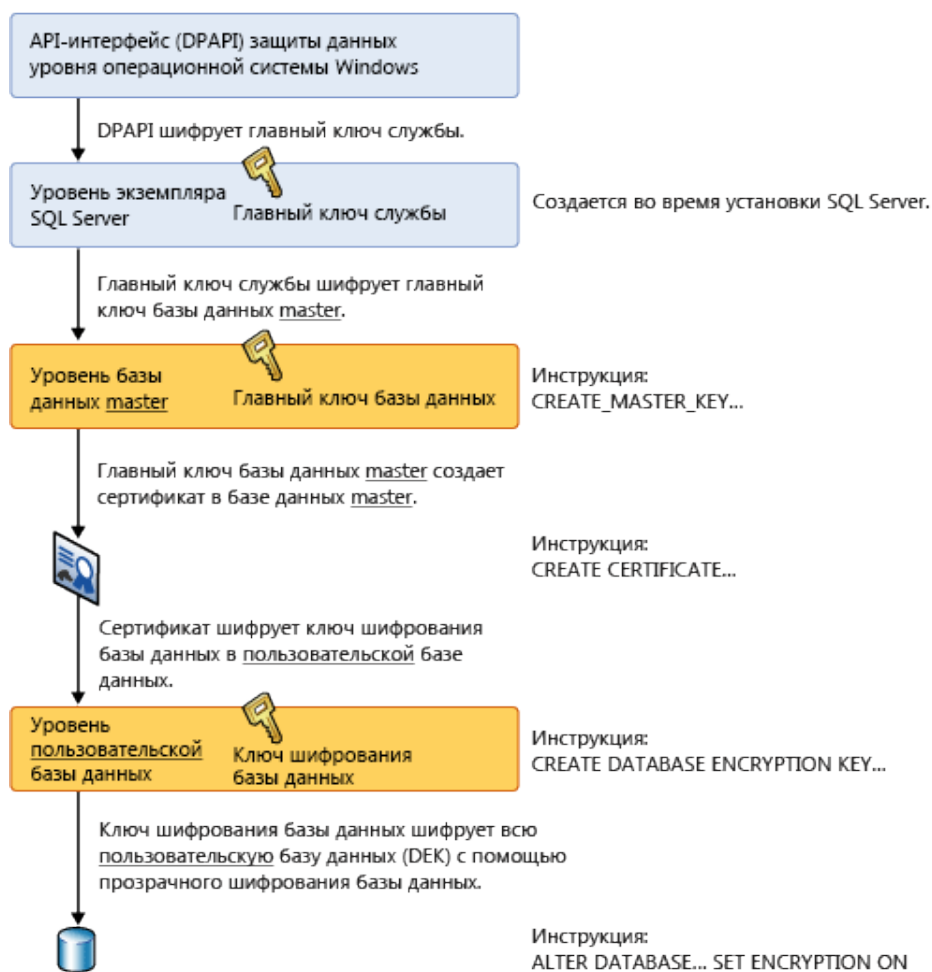 API-интерфейс (DPAPI) защиты данных
уровня операционной системы Windows
DPAPI шифрует главный ключ службы.
Уровень экземпляра
SQL Server
Главный ключ службы
Создается во время установки SQL Server.
Главный ключ службы шифрует главный
ключ базы данных master.
Уровень базы
данных master
Главный ключ базы данных
Инструкция:
CREATE_MASTER_KEY...
Главный ключ базы данных master создает
сертификат в базе данных master.
Инструкция:
CREATE CERTIFICATE...
Сертификат шифрует ключ шифрования
базы данных в пользовательской базе
данных.
Уровень
пользовательской
базы данных
Ключ шифрования
базы данных
Инструкция:
CREATE DATABASE ENCRYPTION KEY...
Ключ шифрования базы данных шифрует всю
пользовательскую базу данных (DEK) с помощью
прозрачного шифрования базы данных.
Инструкция:
ALTER DATABASE... SET ENCRYPTION ON